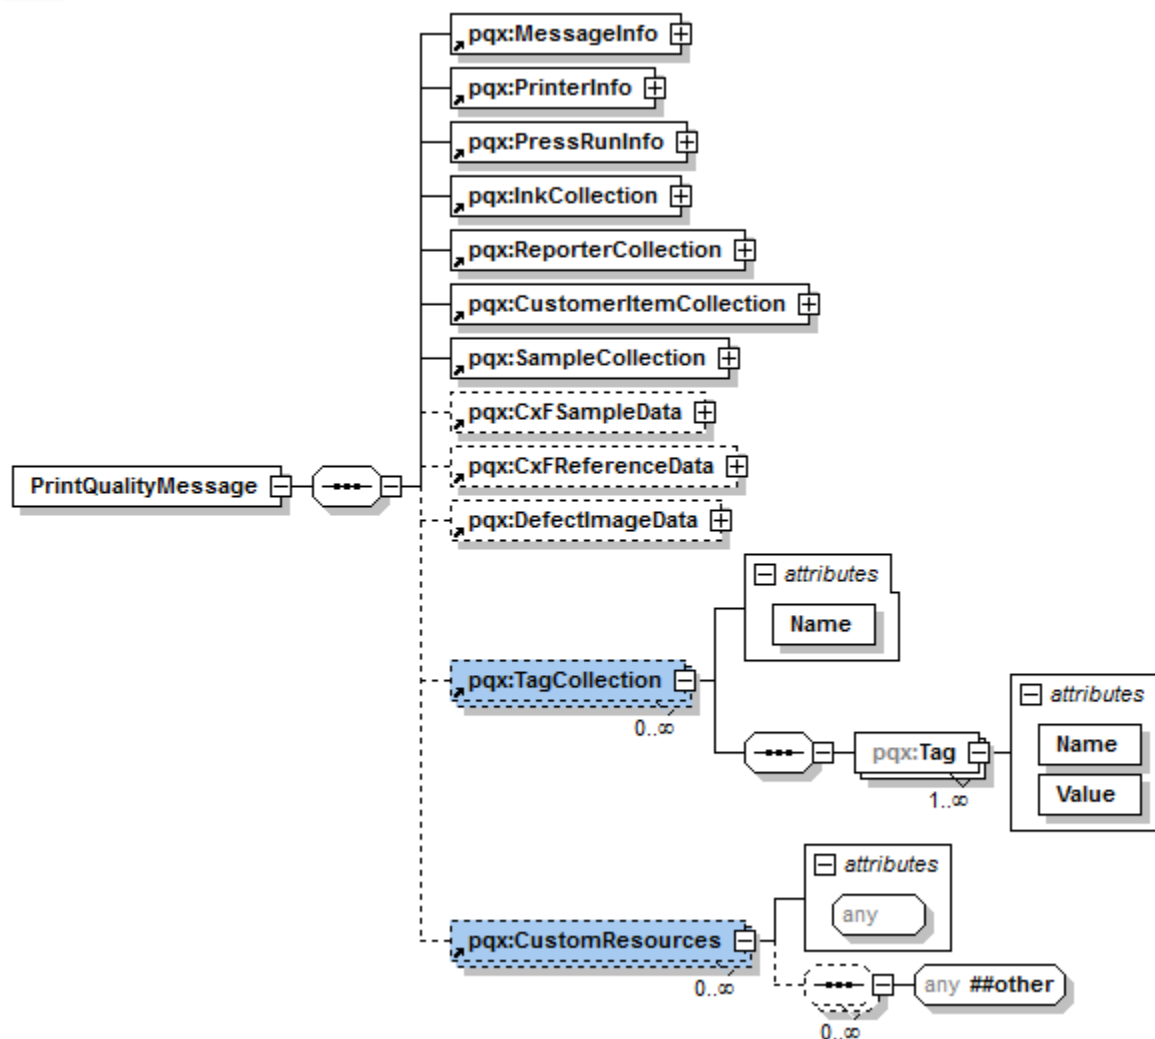 pqx:MessageInfo
pqx:PrinterInfo
pqx:PressRunInfo
pqx:InkCollection
pqx:ReporterCollection
pqx:CustomerItemCollection
pqx:SampleCollection
pqx:CxFSampleData
pqx:CxFReferenceData
PrintQualityMessage
pqx:DefectImageData
attributes
Name
pqx:TagCollection
0..∞
attributes
Name
Value
pqx:Tag
1..∞
attributes
any
pqx:CustomResources
0..∞
any ##other
0..∞